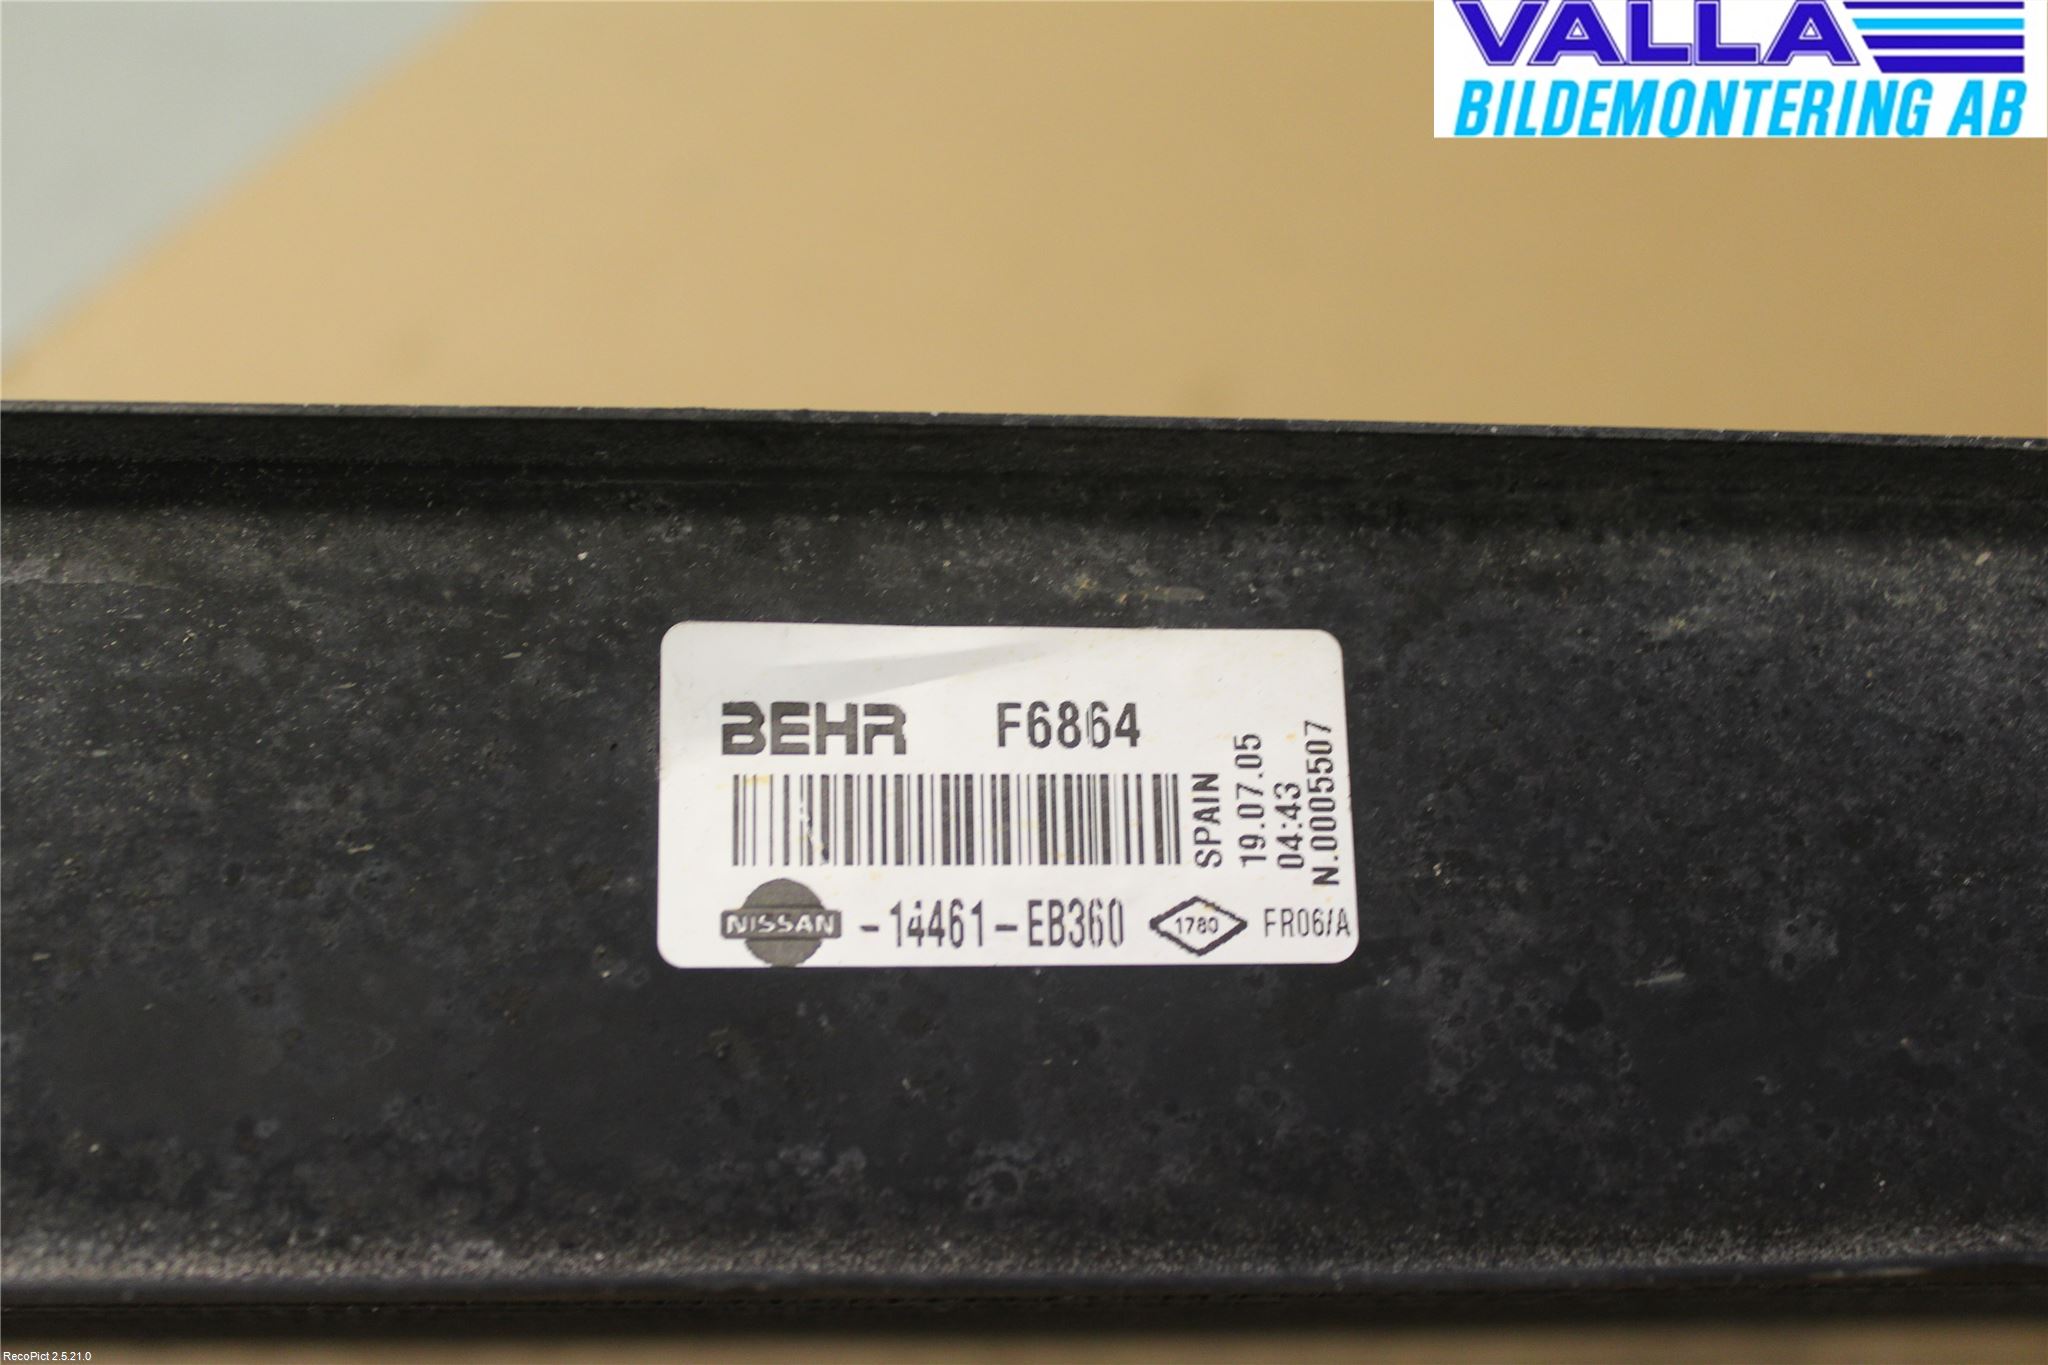 VALLA
BILDEMONTERING AB
BEHR F6864
SPAIN
19.07.05
04:43
N.0005507
NISSAN -14461-EB360 1780 FR06/A
RecoPict 2.5.21.0